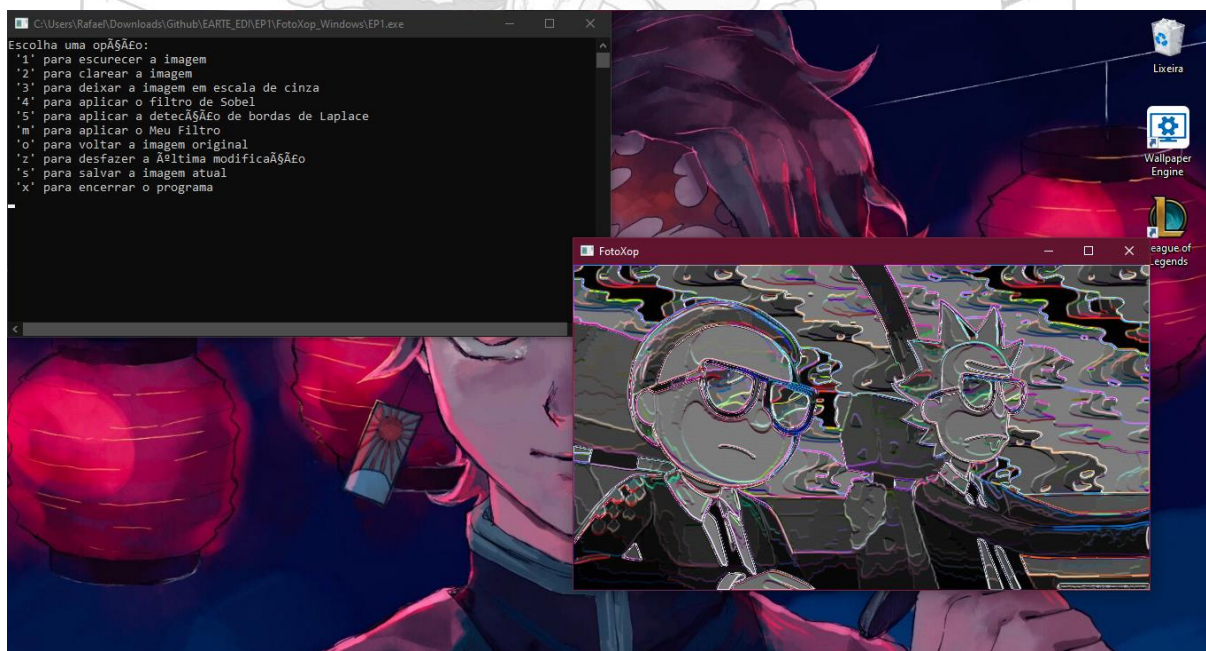 C:\Users\Rafael\Downloads\Github\EARTE_EDI\EP1\FotoXop_Windows\EP1.exe
Escolha uma opÃ§Ã£o:
'1' para escurecer a imagem
'2' para clarear a imagem
'3' para deixar a imagem em escala de cinza
'4' para aplicar o filtro de Sobel
'5' para aplicar a detecÃ§Ã£o de bordas de Laplace
'm' para aplicar o Meu Filtro
'o' para voltar a imagem original
'z' para desfazer a Ãºltima modificaÃ§Ã£o
's' para salvar a imagem atual
'x' para encerrar o programa
Lixeira
Wallpaper
Engine
eague of
Legends
FotoXop